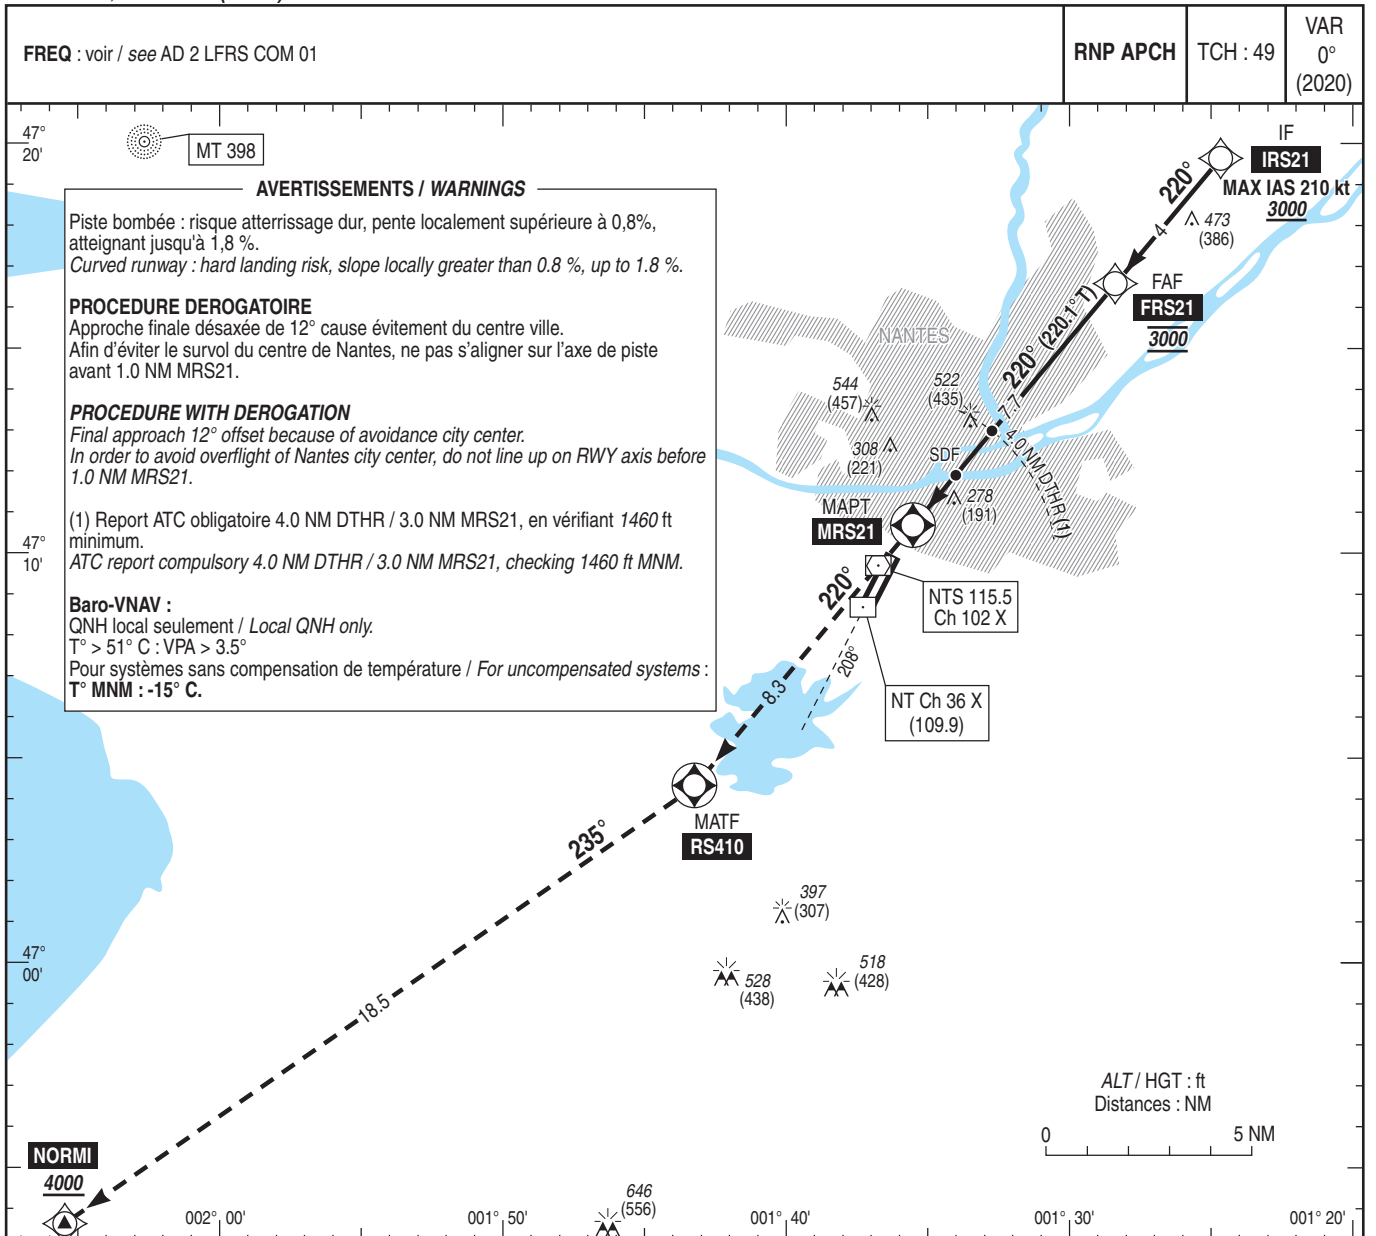 FREQ : voir / see AD 2 LFRS COM 01
RNP APCH
TCH : 49
VAR
0°
(2020)
47°
20'
MT 398
IF
IRS21
MAX IAS 210 kt
3000
220°
4
473
(386)
AVERTISSEMENTS / WARNINGS
Piste bombée : risque atterrissage dur, pente localement supérieure à 0,8%,
atteignant jusqu'à 1,8 %.
Curved runway : hard landing risk, slope locally greater than 0.8 %, up to 1.8 %.
PROCEDURE DEROGATOIRE
Approche finale désaxée de 12° cause évitement du centre ville.
Afin d'éviter le survol du centre de Nantes, ne pas s'aligner sur l'axe de piste
avant 1.0 NM MRS21.
PROCEDURE WITH DEROGATION
Final approach 12° offset because of avoidance city center.
In order to avoid overflight of Nantes city center, do not line up on RWY axis before
1.0 NM MRS21.
(1) Report ATC obligatoire 4.0 NM DTHR / 3.0 NM MRS21, en vérifiant 1460 ft
minimum.
ATC report compulsory 4.0 NM DTHR / 3.0 NM MRS21, checking 1460 ft MNM.
Baro-VNAV :
QNH local seulement / Local QNH only.
T° > 51° C : VPA > 3.5°
Pour systèmes sans compensation de température / For uncompensated systems :
T° MNM : -15° C.
FAF
FRS21
3000
220° (220.1° T)
7.7
NANTES
544
(457)
522
(435)
308
(221)
SDF
4.0 NM DTHR (1)
278
(191)
MAPT
MRS21
47°
10'
220°
NTS 115.5
Ch 102 X
208°
NT Ch 36 X
(109.9)
8.3
MATF
RS410
235°
397
(307)
47°
00'
528
(438)
518
(428)
18.5
ALT / HGT : ft
Distances : NM
0
5 NM
NORMI
4000
646
(556)
002° 00'
001° 50'
001° 40'
001° 30'
001° 20'